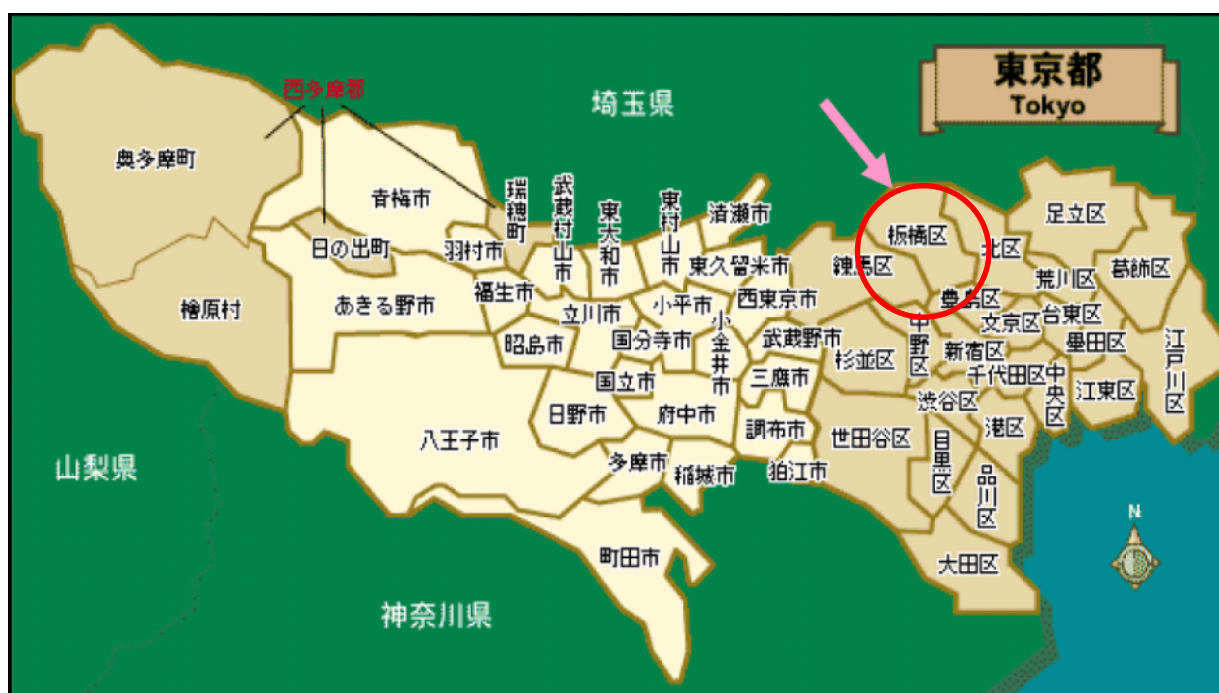 東京都
Tokyo
埼玉県
西多摩郡
奥多摩町
青梅市
瑞穂町
武蔵村山市
東大和市
東村山市
清瀬市
日の出町
羽村市
東久留米市
檜原村
あきる野市
福生市
立川市
小平市
西東京市
昭島市
国分寺市
小金井市
武蔵野市
国立市
三鷹市
日野市
府中市
八王子市
調布市
多摩市
稲城市
狛江市
町田市
板橋区
練馬区
北区
足立区
葛飾区
荒川区
豊島区
文京区
台東区
墨田区
江戸川区
中野区
杉並区
新宿区
千代田区
中央区
江東区
渋谷区
世田谷区
目黒区
港区
品川区
大田区
山梨県
神奈川県
N